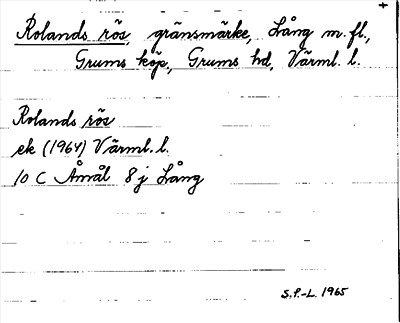 +
Rolands rös, gränsmärke, Lång m.fl.,
Grums köp, Grums hd, Värml. l.
Rolands rös
ek (1964) Värml. l.
10 C Åmål 8 j Lång
S.P.-L. 1965